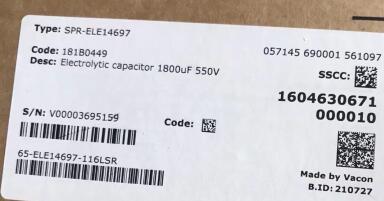 Type: SPR-ELE14697
Code: 181B0449
Desc: Electrolytic capacitor 1800uF 550V
057145 690001 561097
SSCC:
1604630671
000010
S/N: V00003695159
Code:
65-ELE14697-116LSR
Made by Vacon
B.ID: 210727